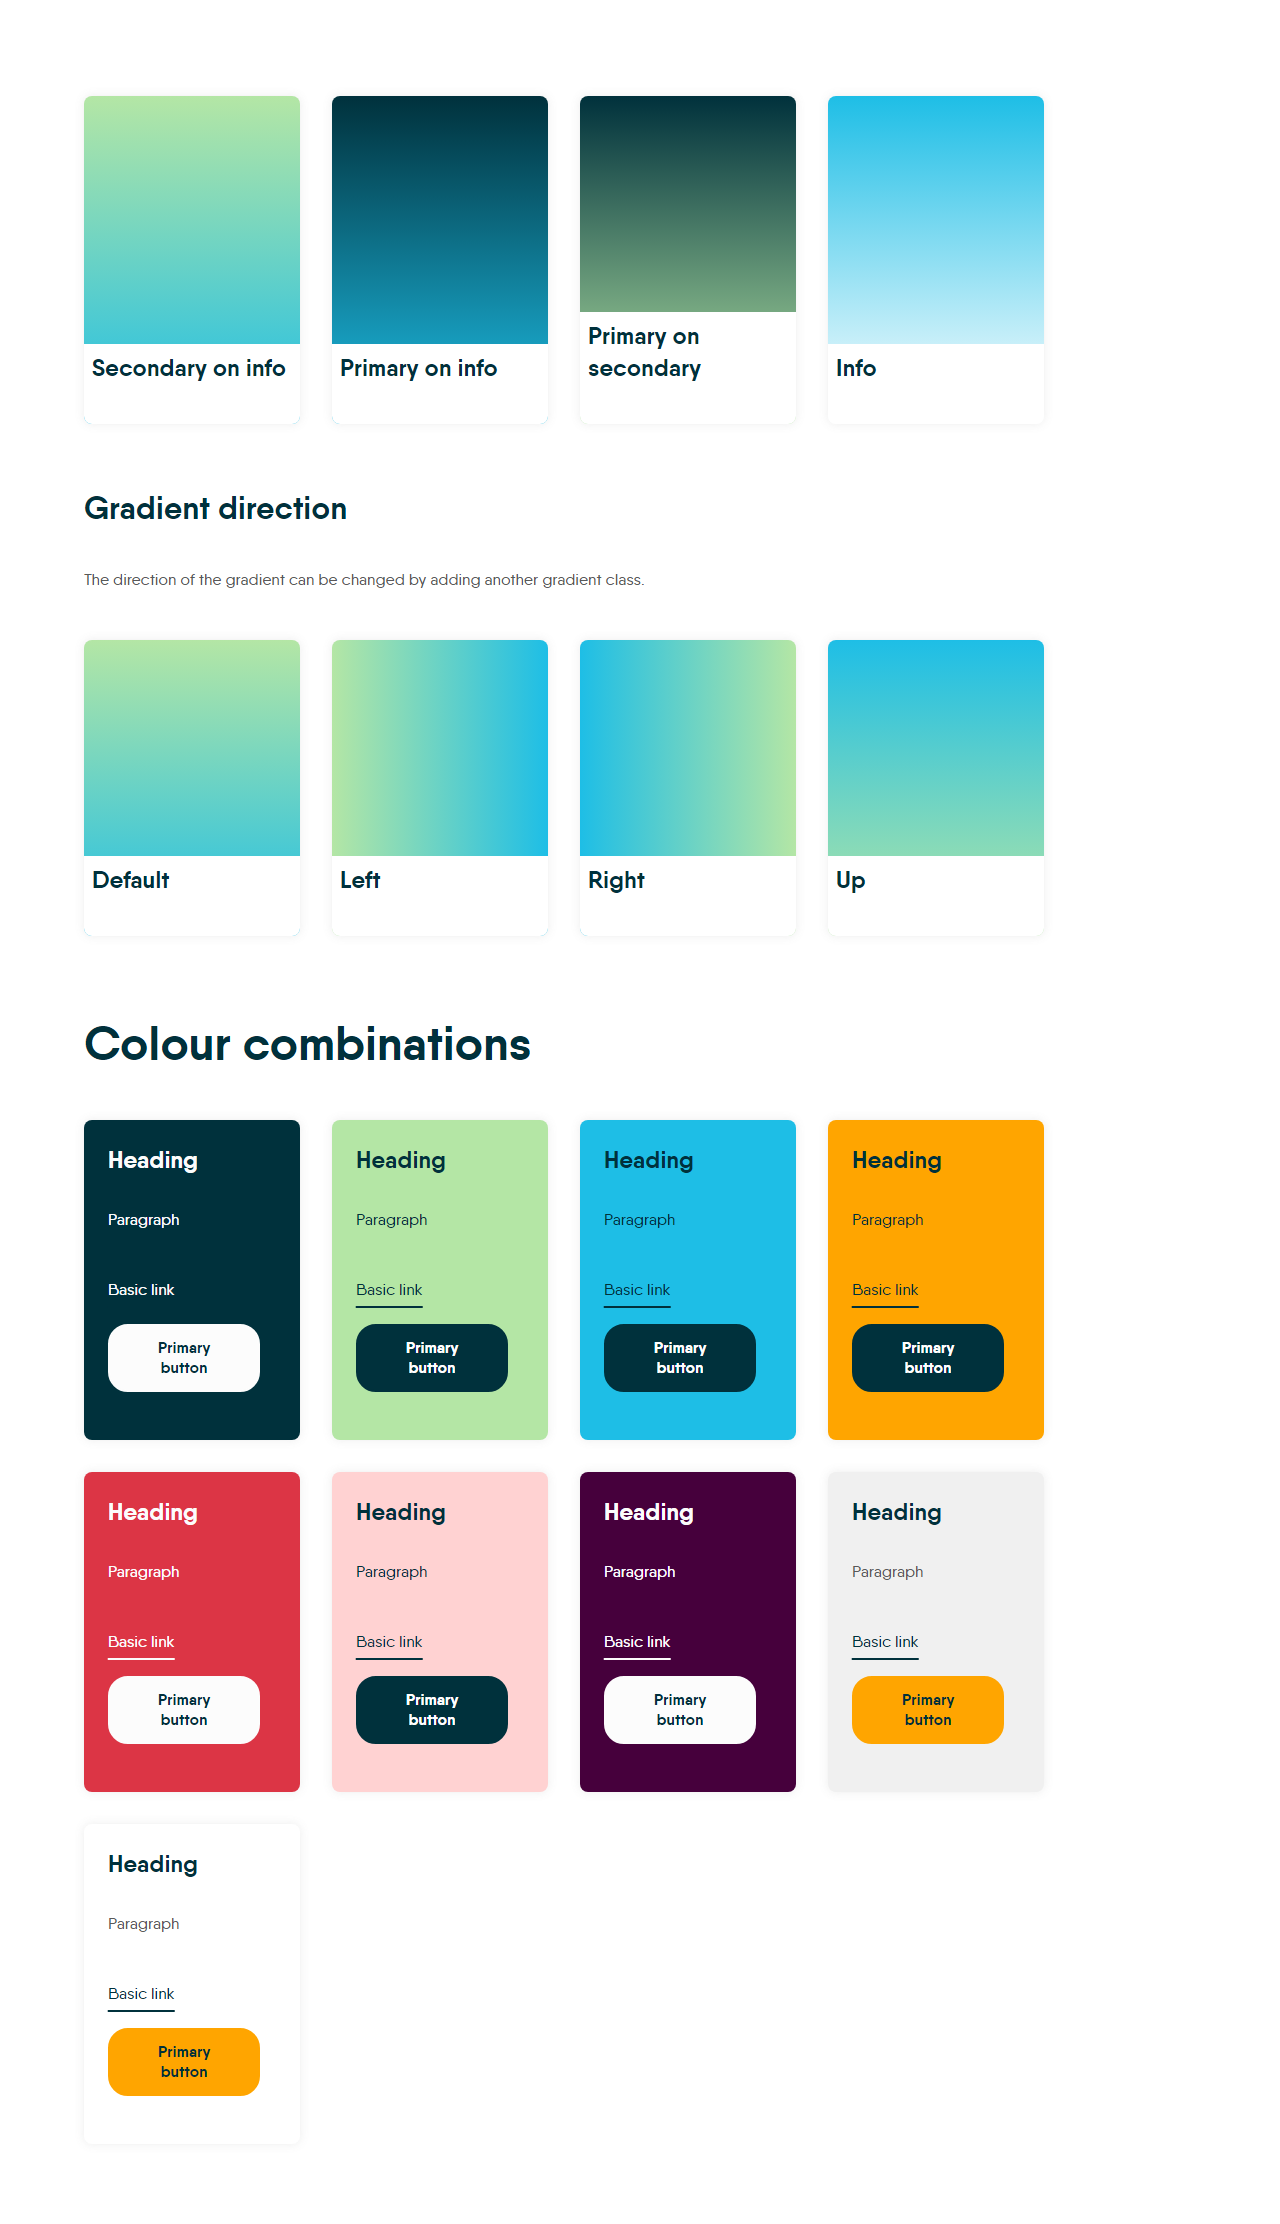 Secondary on info
Primary on info
Primary on
secondary
Info
Gradient direction
The direction of the gradient can be changed by adding another gradient class.
Default
Left
Right
Up
Colour combinations
Heading
Paragraph
Basic link
Primary
button
Heading
Paragraph
Basic link
Primary
button
Heading
Paragraph
Basic link
Primary
button
Heading
Paragraph
Basic link
Primary
button
Heading
Paragraph
Basic link
Primary
button
Heading
Paragraph
Basic link
Primary
button
Heading
Paragraph
Basic link
Primary
button
Heading
Paragraph
Basic link
Primary
button
Heading
Paragraph
Basic link
Primary
button